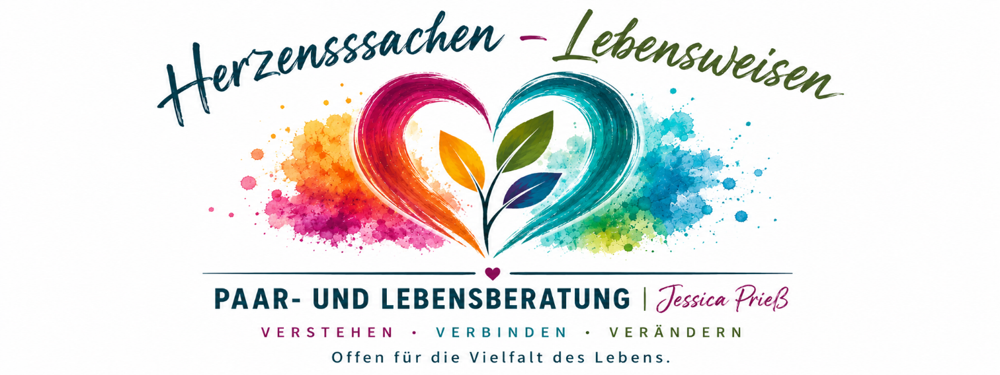 Herzensssachen – Lebensweisen
PAAR- UND LEBENSBERATUNG | Jessica Prieß
VERSTEHEN • VERBINDEN • VERÄNDERN
Offen für die Vielfalt des Lebens.